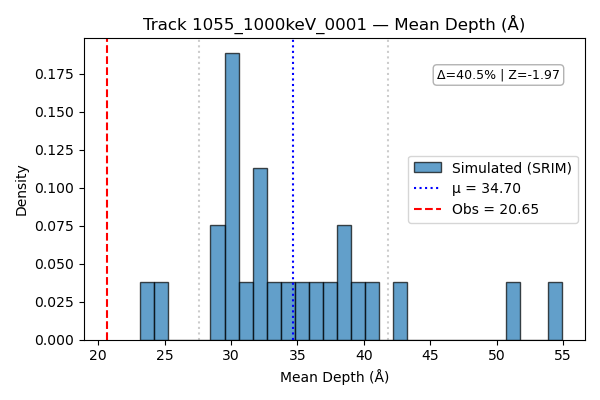 Track 1055_1000keV_0001 — Mean Depth (Å)
Δ=40.5% | Z=-1.97
Simulated (SRIM)
μ = 34.70
Obs = 20.65
Density
0.175
0.150
0.125
0.100
0.075
0.050
0.025
0.000
20 25 30 35 40 45 50 55
Mean Depth (Å)